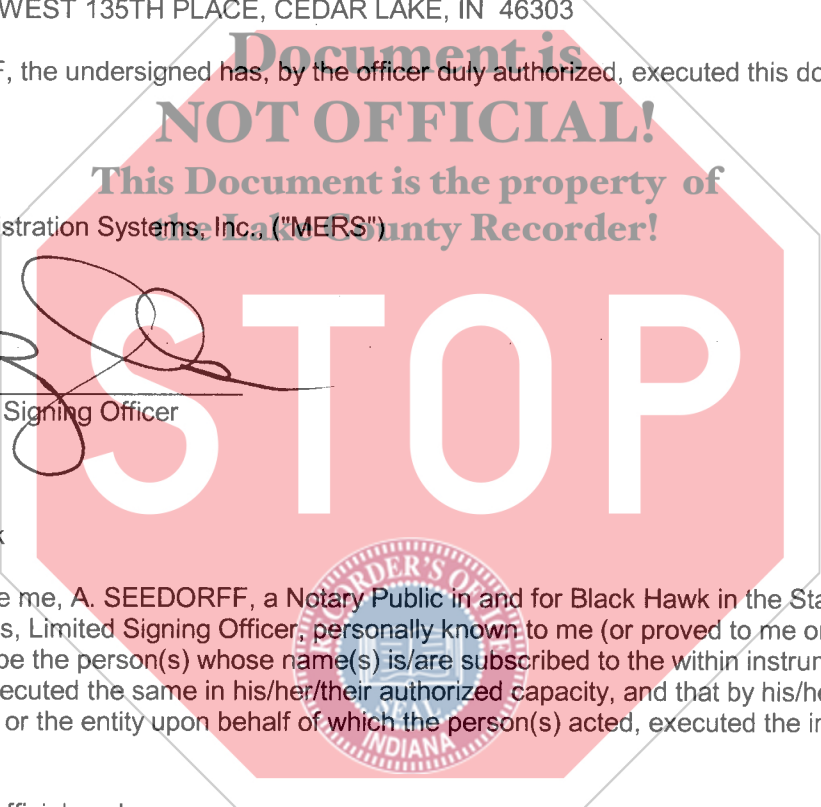 WEST 135TH PLACE, CEDAR LAKE, IN 46303
Document is
F, the undersigned has, by the officer duly authorized, executed this do
NOT OFFICIAL!
This Document is the property of
the Lake County Recorder!
stration Systems, Inc., ("MERS")
STOP
Signing Officer
k
e me, A. SEEDORFF, a Notary Public in and for Black Hawk in the Sta
s, Limited Signing Officer, personally known to me (or proved to me or
be the person(s) whose name(s) is/are subscribed to the within instrum
ecuted the same in his/her/their authorized capacity, and that by his/he
or the entity upon behalf of which the person(s) acted, executed the in
RECORDER'S OFFICE
SEAL
INDIANA